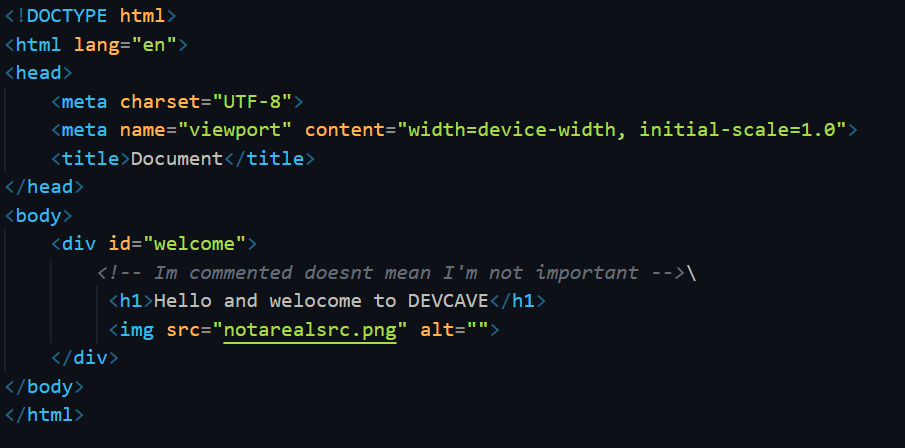 <!DOCTYPE html>
<html lang="en">
<head>
    <meta charset="UTF-8">
    <meta name="viewport" content="width=device-width, initial-scale=1.0">
    <title>Document</title>
</head>
<body>
    <div id="welcome">
        <!-- Im commented doesnt mean I'm not important -->\
         <h1>Hello and welocome to DEVCAVE</h1>
         <img src="notarealsrc.png" alt="">
    </div>
</body>
</html>